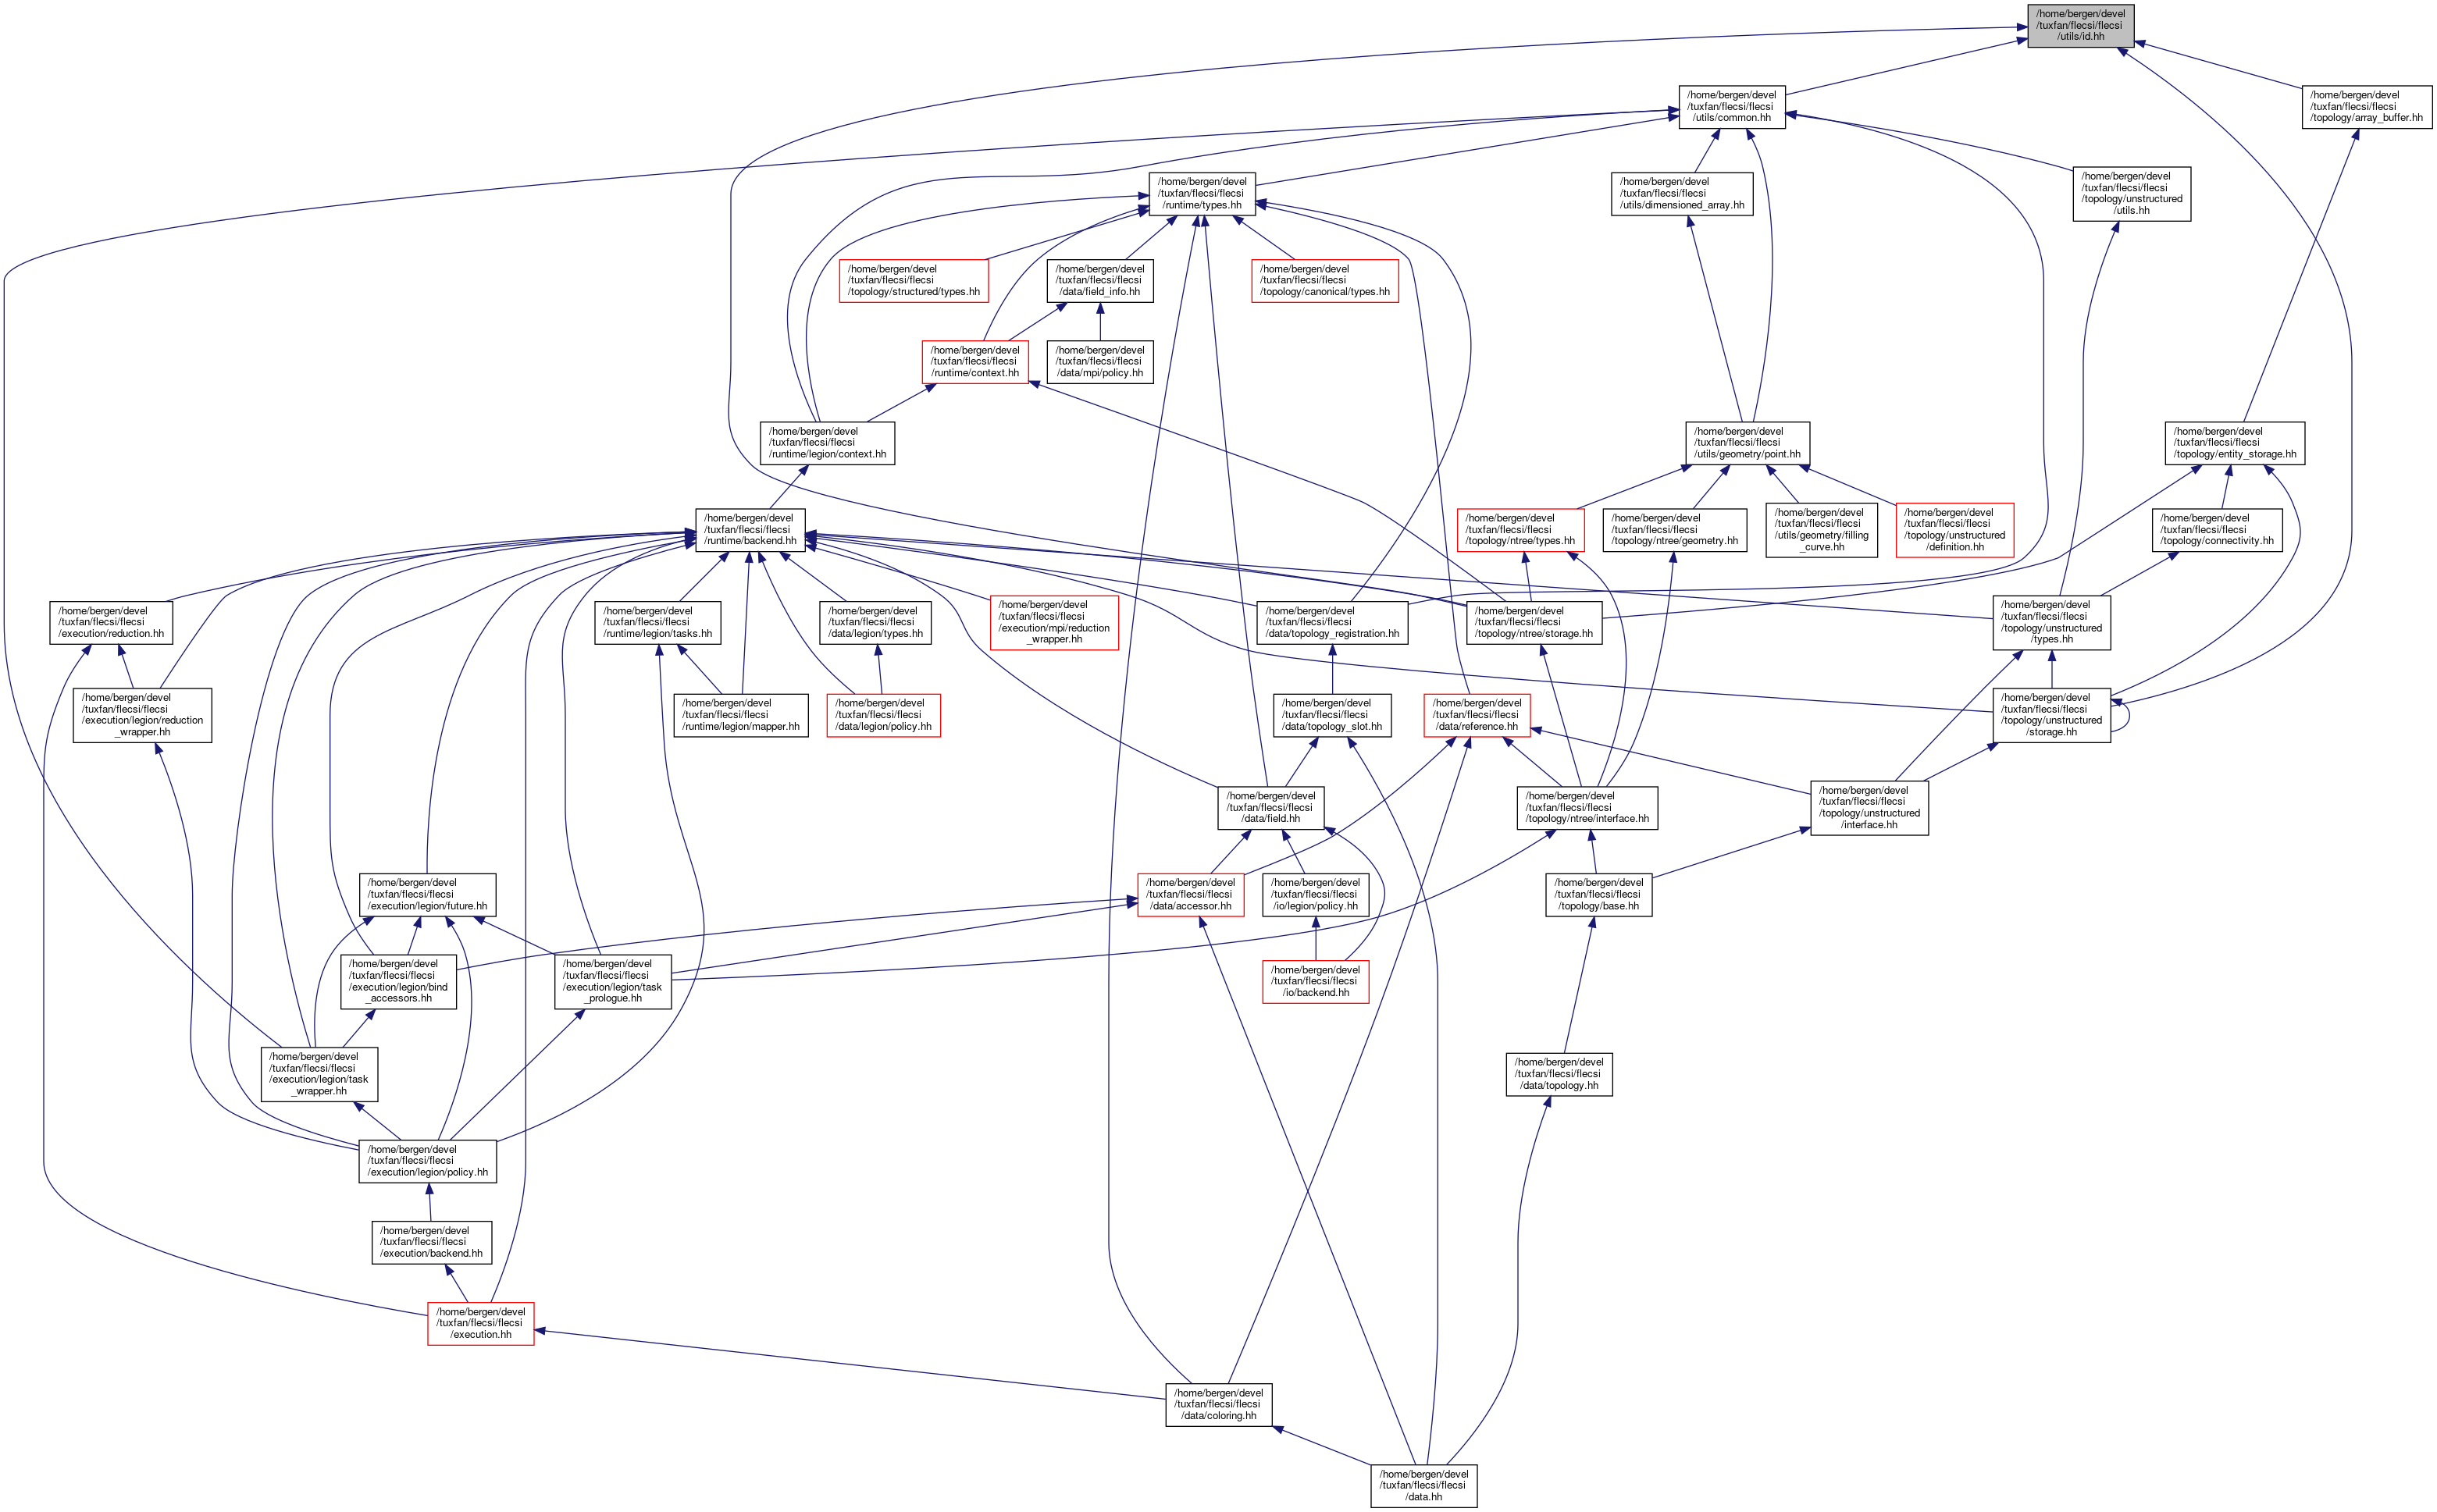 /home/bergen/devel
/tuxfan/flecsi/flecsi
/utils/id.hh
/home/bergen/devel
/tuxfan/flecsi/flecsi
/utils/common.hh
/home/bergen/devel
/tuxfan/flecsi/flecsi
/topology/array_buffer.hh
/home/bergen/devel
/tuxfan/flecsi/flecsi
/runtime/types.hh
/home/bergen/devel
/tuxfan/flecsi/flecsi
/utils/dimensioned_array.hh
/home/bergen/devel
/tuxfan/flecsi/flecsi
/topology/unstructured
/utils.hh
/home/bergen/devel
/tuxfan/flecsi/flecsi
/topology/structured/types.hh
/home/bergen/devel
/tuxfan/flecsi/flecsi
/data/field_info.hh
/home/bergen/devel
/tuxfan/flecsi/flecsi
/topology/canonical/types.hh
/home/bergen/devel
/tuxfan/flecsi/flecsi
/runtime/context.hh
/home/bergen/devel
/tuxfan/flecsi/flecsi
/data/mpi/policy.hh
/home/bergen/devel
/tuxfan/flecsi/flecsi
/runtime/legion/context.hh
/home/bergen/devel
/tuxfan/flecsi/flecsi
/utils/geometry/point.hh
/home/bergen/devel
/tuxfan/flecsi/flecsi
/topology/entity_storage.hh
/home/bergen/devel
/tuxfan/flecsi/flecsi
/runtime/backend.hh
/home/bergen/devel
/tuxfan/flecsi/flecsi
/topology/ntree/types.hh
/home/bergen/devel
/tuxfan/flecsi/flecsi
/topology/ntree/geometry.hh
/home/bergen/devel
/tuxfan/flecsi/flecsi
/utils/geometry/filling
_curve.hh
/home/bergen/devel
/tuxfan/flecsi/flecsi
/topology/unstructured
/definition.hh
/home/bergen/devel
/tuxfan/flecsi/flecsi
/topology/connectivity.hh
/home/bergen/devel
/tuxfan/flecsi/flecsi
/execution/reduction.hh
/home/bergen/devel
/tuxfan/flecsi/flecsi
/runtime/legion/tasks.hh
/home/bergen/devel
/tuxfan/flecsi/flecsi
/data/legion/types.hh
/home/bergen/devel
/tuxfan/flecsi/flecsi
/execution/mpi/reduction
_wrapper.hh
/home/bergen/devel
/tuxfan/flecsi/flecsi
/data/topology_registration.hh
/home/bergen/devel
/tuxfan/flecsi/flecsi
/topology/ntree/storage.hh
/home/bergen/devel
/tuxfan/flecsi/flecsi
/topology/unstructured
/types.hh
/home/bergen/devel
/tuxfan/flecsi/flecsi
/execution/legion/reduction
_wrapper.hh
/home/bergen/devel
/tuxfan/flecsi/flecsi
/runtime/legion/mapper.hh
/home/bergen/devel
/tuxfan/flecsi/flecsi
/data/legion/policy.hh
/home/bergen/devel
/tuxfan/flecsi/flecsi
/data/topology_slot.hh
/home/bergen/devel
/tuxfan/flecsi/flecsi
/data/reference.hh
/home/bergen/devel
/tuxfan/flecsi/flecsi
/topology/unstructured
/storage.hh
/home/bergen/devel
/tuxfan/flecsi/flecsi
/data/field.hh
/home/bergen/devel
/tuxfan/flecsi/flecsi
/topology/ntree/interface.hh
/home/bergen/devel
/tuxfan/flecsi/flecsi
/topology/unstructured
/interface.hh
/home/bergen/devel
/tuxfan/flecsi/flecsi
/execution/legion/future.hh
/home/bergen/devel
/tuxfan/flecsi/flecsi
/data/accessor.hh
/home/bergen/devel
/tuxfan/flecsi/flecsi
/io/legion/policy.hh
/home/bergen/devel
/tuxfan/flecsi/flecsi
/topology/base.hh
/home/bergen/devel
/tuxfan/flecsi/flecsi
/execution/legion/bind
_accessors.hh
/home/bergen/devel
/tuxfan/flecsi/flecsi
/execution/legion/task
_prologue.hh
/home/bergen/devel
/tuxfan/flecsi/flecsi
/io/backend.hh
/home/bergen/devel
/tuxfan/flecsi/flecsi
/execution/legion/task
_wrapper.hh
/home/bergen/devel
/tuxfan/flecsi/flecsi
/data/topology.hh
/home/bergen/devel
/tuxfan/flecsi/flecsi
/execution/legion/policy.hh
/home/bergen/devel
/tuxfan/flecsi/flecsi
/execution/backend.hh
/home/bergen/devel
/tuxfan/flecsi/flecsi
/execution.hh
/home/bergen/devel
/tuxfan/flecsi/flecsi
/data/coloring.hh
/home/bergen/devel
/tuxfan/flecsi/flecsi
/data.hh